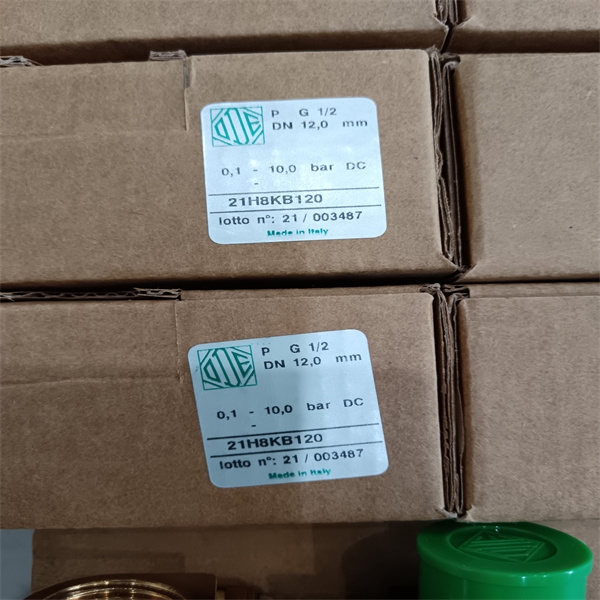 ODE
P G 1/2
DN 12,0 mm
0,1 - 10,0 bar DC
-
21H8KB120
lotto n°: 21 / 003487
Made in Italy
ODE
P G 1/2
DN 12,0 mm
0,1 - 10,0 bar DC
-
21H8KB120
lotto n°: 21 / 003487
Made in Italy